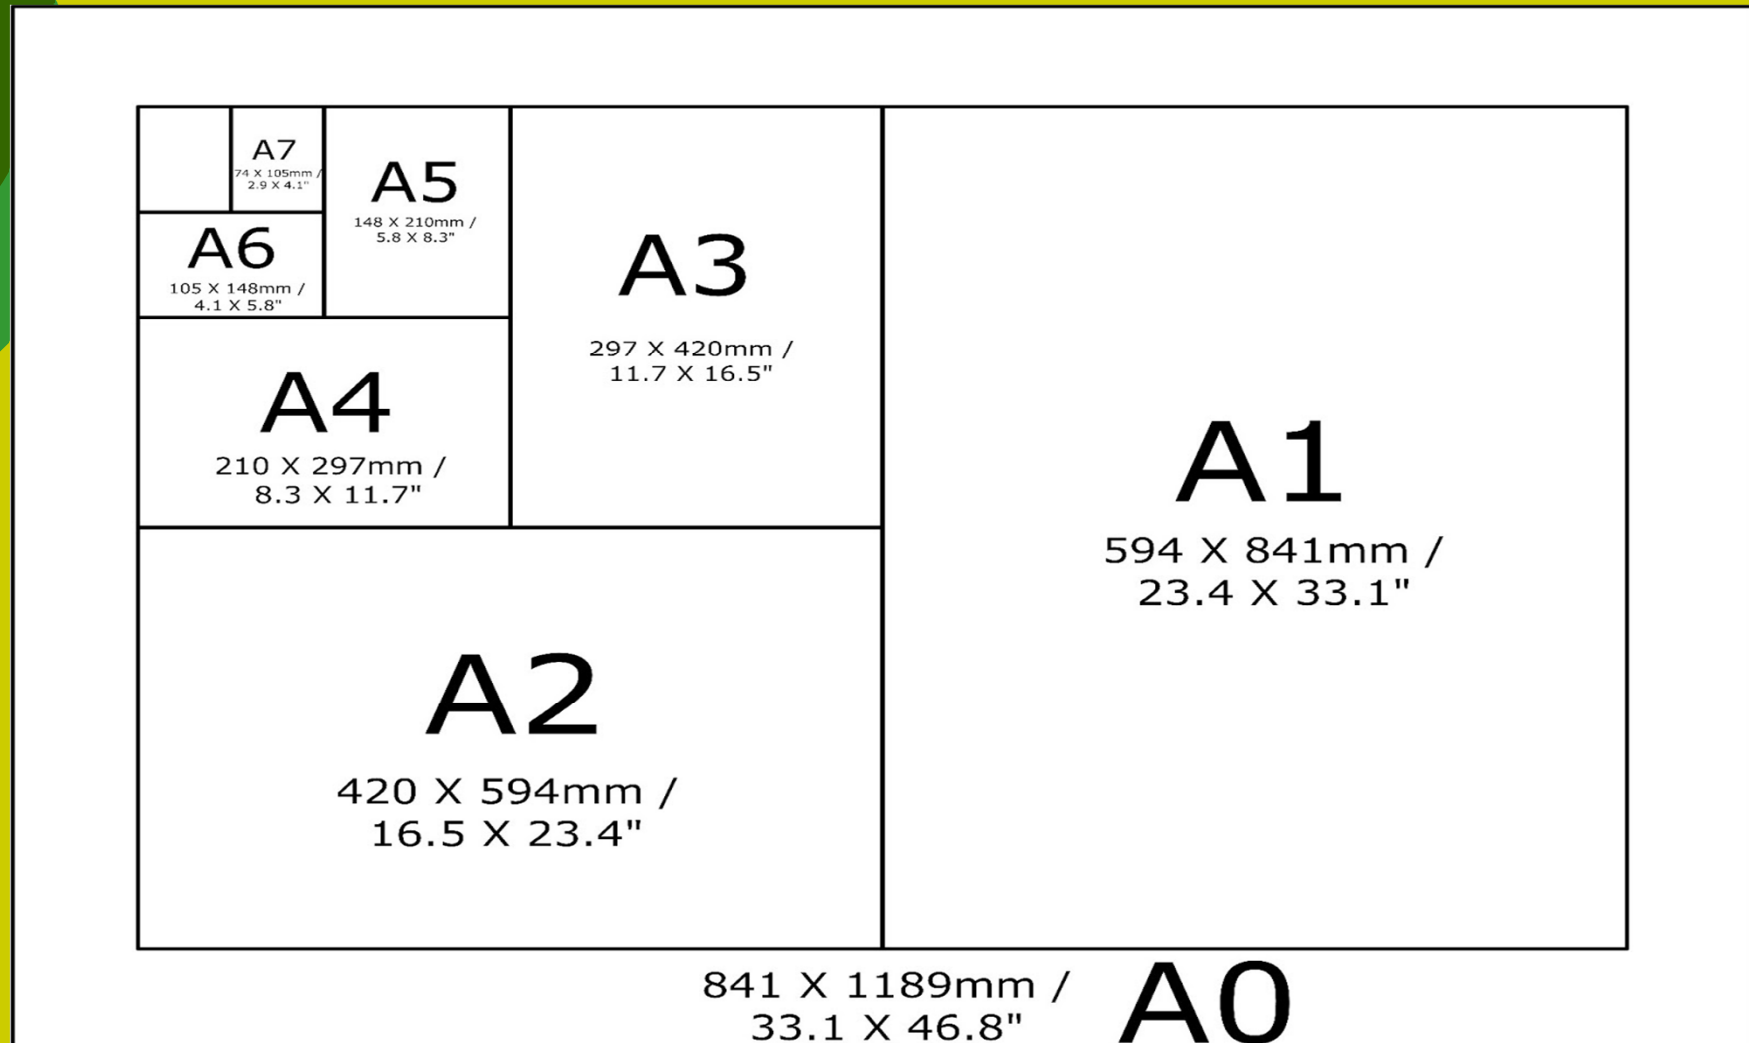 A7
74 X 105mm /
2.9 X 4.1"
A5
148 X 210mm /
5.8 X 8.3"
A6
105 X 148mm /
4.1 X 5.8"
A3
297 X 420mm /
11.7 X 16.5"
A4
210 X 297mm /
8.3 X 11.7"
A1
594 X 841mm /
23.4 X 33.1"
A2
420 X 594mm /
16.5 X 23.4"
841 X 1189mm /
33.1 X 46.8"
A0